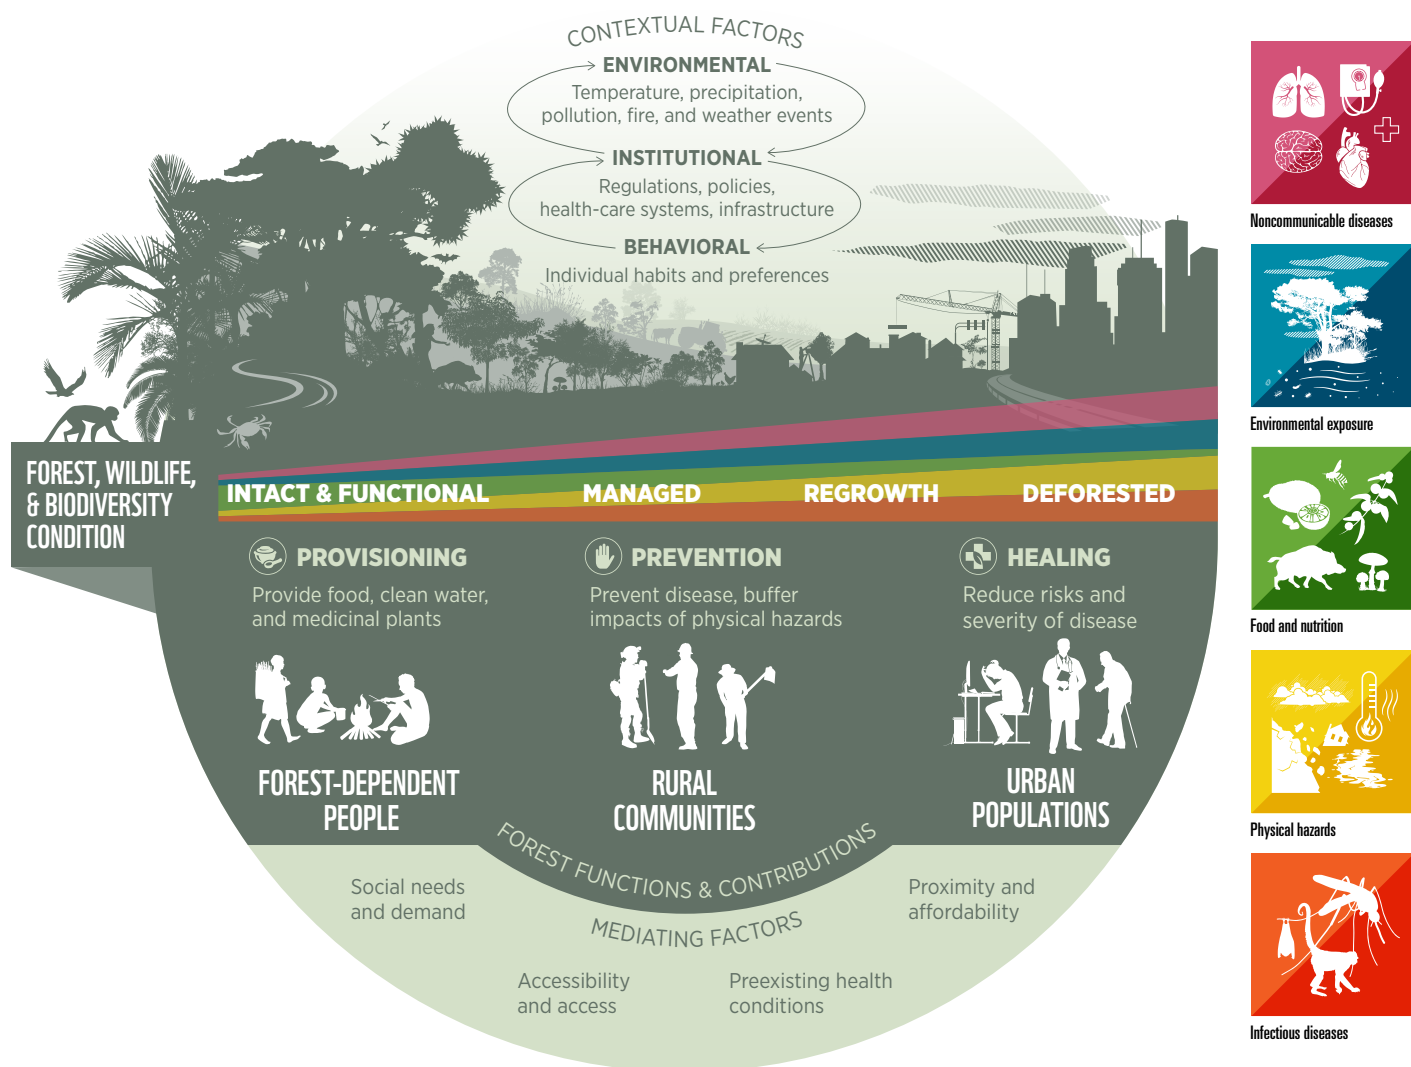 CONTEXTUAL FACTORS
ENVIRONMENTAL
Temperature, precipitation,
pollution, fire, and weather events
INSTITUTIONAL
Regulations, policies,
health-care systems, infrastructure
BEHAVIORAL
Individual habits and preferences
FOREST, WILDLIFE,
& BIODIVERSITY
CONDITION
INTACT & FUNCTIONAL
MANAGED
REGROWTH
DEFORESTED
PROVISIONING
Provide food, clean water,
and medicinal plants
PREVENTION
Prevent disease, buffer
impacts of physical hazards
HEALING
Reduce risks and
severity of disease
FOREST-DEPENDENT
PEOPLE
RURAL
COMMUNITIES
URBAN
POPULATIONS
FOREST FUNCTIONS & CONTRIBUTIONS
MEDIATING FACTORS
Social needs
and demand
Accessibility
and access
Preexisting health
conditions
Proximity and
affordability
Noncommunicable diseases
Environmental exposure
Food and nutrition
Physical hazards
Infectious diseases